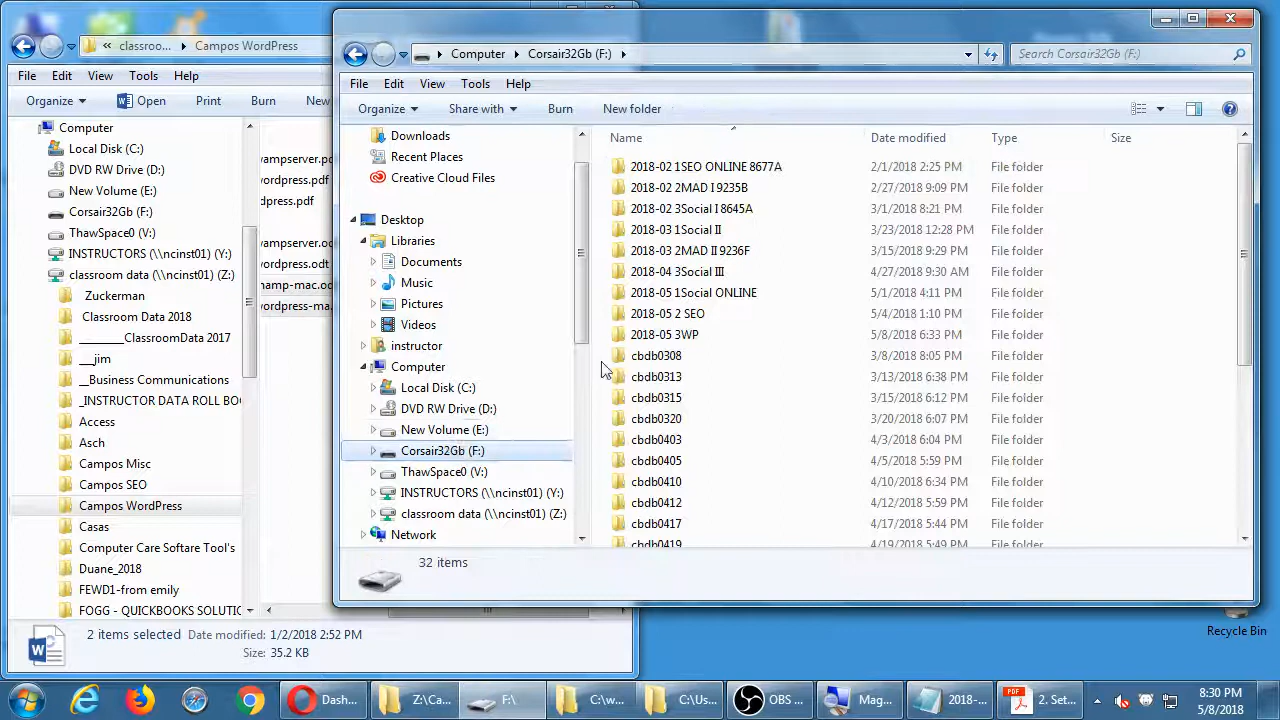 « classroo... ▸ Campos WordPress
File Edit View Tools Help
Organize Open Print Burn New
Computer
Local Disk (C:)
DVD RW Drive (D:)
New Volume (E:)
Corsair32Gb (F:)
ThawSpace0 (V:)
INSTRUCTORS (\\ncinst01) (Y:)
classroom data (\\ncinst01) (Z:)
Zuckerman
Classroom Data 2018
________ClassroomData 2017
__jim
__Business Communications
_INSTRUCTOR DATA ROLL BO
Access
Asch
Campos Misc
Campos SEO
Campos WordPress
Casas
Computer Care Softare Tool's
Duane_2018
FEWD1-from emily
FOGG - QUICKBOOKS SOLUTIO
vampserver.pdf
vordpress.pdf
dpress.pdf
vampserver.od
vordpress.odt
namp-mac.od
vordpress-ma.
2 items selected Date modified: 1/2/2018 2:52 PM
Size: 35.2 KB
Computer ▸ Corsair32Gb (F:) ▸
Search Corsair32Gb (F:)
File Edit View Tools Help
Organize Share with Burn New folder
Downloads
Recent Places
Creative Cloud Files
Desktop
Libraries
Documents
Music
Pictures
Videos
instructor
Computer
Local Disk (C:)
DVD RW Drive (D:)
New Volume (E:)
Corsair32Gb (F:)
ThawSpace0 (V:)
INSTRUCTORS (\\ncinst01) (Y:)
classroom data (\\ncinst01) (Z:)
Network
Name Date modified Type Size
2018-02 1SEO ONLINE 8677A 2/1/2018 2:25 PM File folder
2018-02 2MAD I 9235B 2/27/2018 9:09 PM File folder
2018-02 3Social I 8645A 3/1/2018 8:21 PM File folder
2018-03 1Social II 3/23/2018 12:28 PM File folder
2018-03 2MAD II 9236F 3/15/2018 9:29 PM File folder
2018-04 3Social III 4/27/2018 9:30 AM File folder
2018-05 1Social ONLINE 5/1/2018 4:11 PM File folder
2018-05 2 SEO 5/4/2018 1:10 PM File folder
2018-05 3WP 5/8/2018 6:33 PM File folder
cbdb0308 3/8/2018 8:05 PM File folder
cbdb0313 3/13/2018 6:38 PM File folder
cbdb0315 3/15/2018 6:12 PM File folder
cbdb0320 3/20/2018 6:07 PM File folder
cbdb0403 4/3/2018 6:04 PM File folder
cbdb0405 4/5/2018 5:59 PM File folder
cbdb0410 4/10/2018 6:34 PM File folder
cbdb0412 4/12/2018 5:59 PM File folder
cbdb0417 4/17/2018 5:44 PM File folder
cbdb0419 4/19/2018 5:49 PM File folder
32 items
Recycle Bin
Dash... Z:\Ca... F:\ C:\w... C:\Us... OBS ... Mag... 2018-... 2. Set...
8:30 PM
5/8/2018